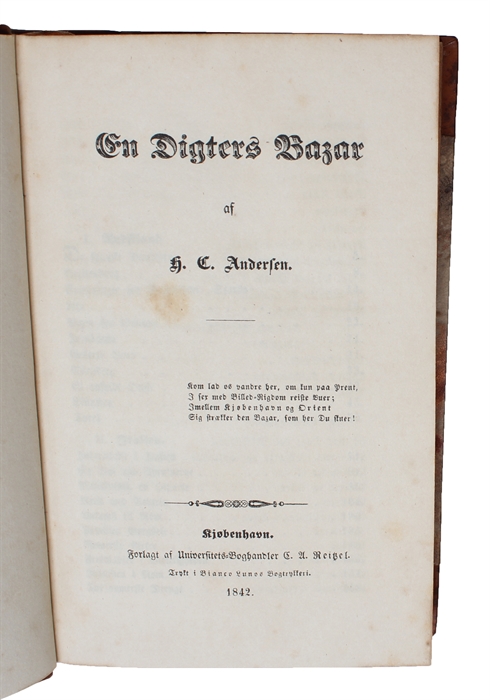 En Digters Bazar
af
H. C. Andersen.
Kom lad os vandre her, om kun paa Prent,
I seer med Billed-Rigdom reiste Buer;
Imellem Kjøbenhavn og Orient
Sig strækker den Bazar, som her Du skuer!
Kjøbenhavn.
Forlagt af Universitets-Boghandler C. A. Reitzel.
Trykt i Bianco Lunos Bogtrykkeri.
1842.